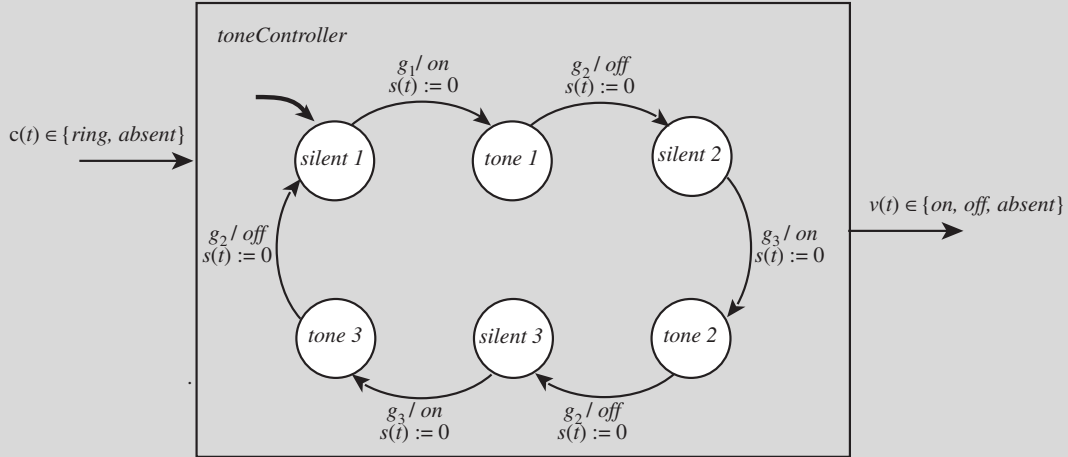 toneController
g₁/ on
s(t) := 0
g₂/ off
s(t) := 0
c(t) ∈ {ring, absent}
silent 1
tone 1
silent 2
v(t) ∈ {on, off, absent}
g₂/ off
s(t) := 0
g₃/ on
s(t) := 0
tone 3
silent 3
tone 2
g₃/ on
s(t) := 0
g₂/ off
s(t) := 0